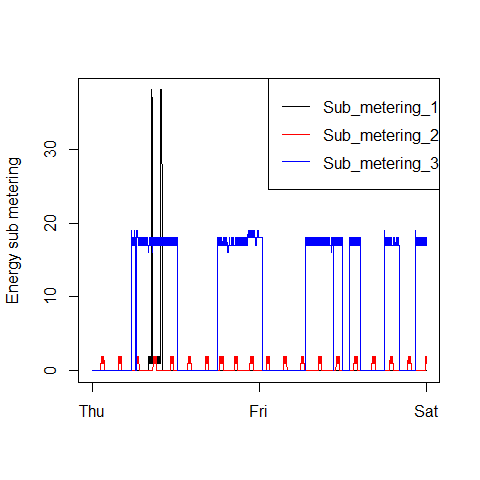 Sub_metering_1
Sub_metering_2
Sub_metering_3
Energy sub metering
30
20
10
0
Thu Fri Sat